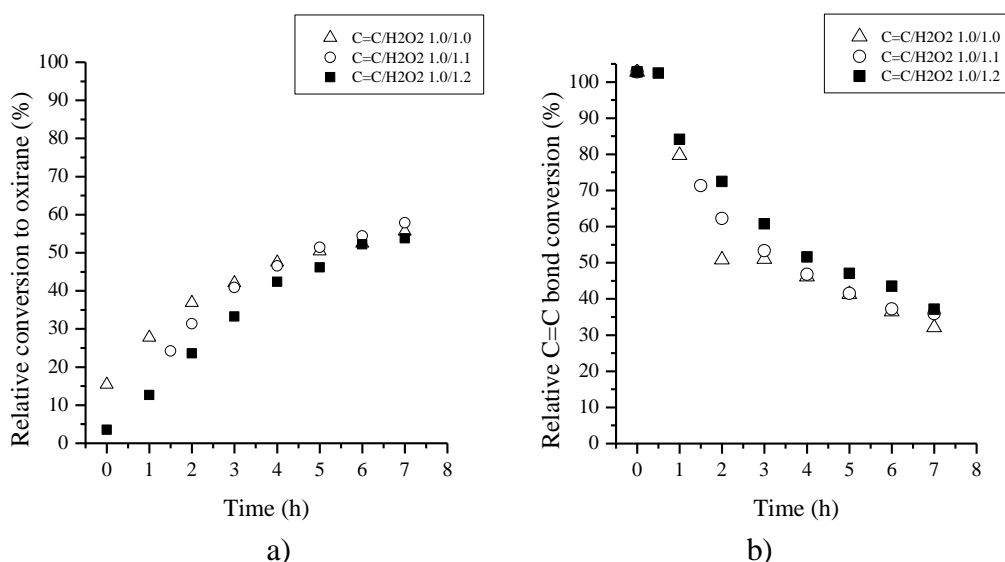 C=C/H2O2 1.0/1.0
C=C/H2O2 1.0/1.1
C=C/H2O2 1.0/1.2
Relative conversion to oxirane (%)
100
90
80
70
60
50
40
30
20
10
0
0 1 2 3 4 5 6 7 8
Time (h)
a)
C=C/H2O2 1.0/1.0
C=C/H2O2 1.0/1.1
C=C/H2O2 1.0/1.2
Relative C=C bond conversion (%)
100
90
80
70
60
50
40
30
20
10
0
0 1 2 3 4 5 6 7 8
Time (h)
b)